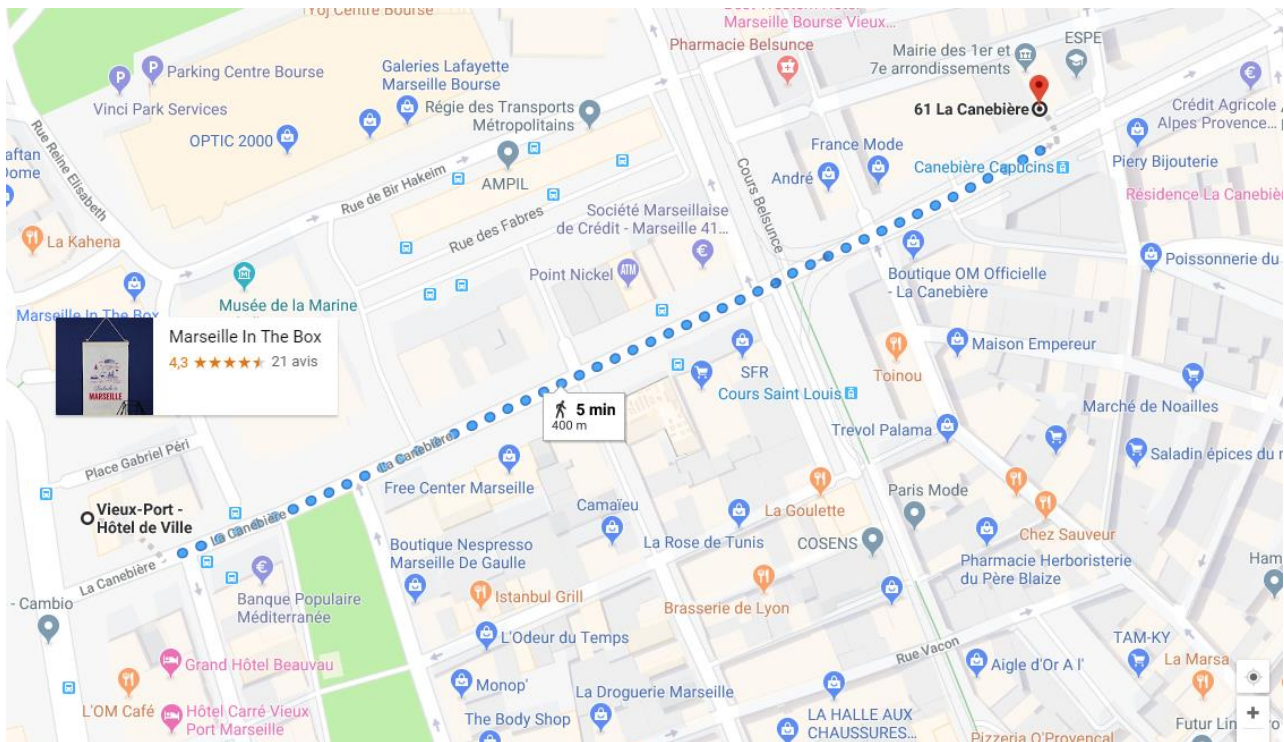 Yoj Centre Bourse
Marseille Bourse Vieux...
Pharmacie Belsunce
ESPE
Mairie des 1er et
7e arrondissements
Parking Centre Bourse
Vinci Park Services
Galeries Lafayette
Marseille Bourse
Régie des Transports
Métropolitains
61 La Canebière
Crédit Agricole
Alpes Provence...
OPTIC 2000
Rue Reine Elisabeth
AMPIL
France Mode
André
Canebière Capucins
Piery Bijouterie
Résidence La Canebièr
Dome
Rue de Bir Hakeim
Rue des Fabres
Cours Belsunce
Société Marseillaise
de Crédit - Marseille 41...
La Kahena
Point Nickel
ATM
Boutique OM Officielle
- La Canebière
Poissonnerie du
Musée de la Marine
Marseille In The Box
Marseille In The Box
4,3
21 avis
MARSEILLE
SFR
Cours Saint Louis
Toinou
Maison Empereur
Marché de Noailles
5 min
400 m
Trevol Palama
Saladin épices du
Place Gabriel Péri
La Canebière
Free Center Marseille
Vieux-Port -
Hôtel de Ville
La Canebière
Camaïeu
La Goulette
Paris Mode
Chez Sauveur
La Rose de Tunis
COSENS
Boutique Nespresso
Marseille De Gaulle
Pharmacie Herboristerie
du Père Blaize
Ham
La Canebière
Banque Populaire
Méditerranée
- Cambio
Istanbul Grill
Brasserie de Lyon
L'Odeur du Temps
Rue Vacon
TAM-KY
Grand Hôtel Beauvau
Aigle d'Or A l'
La Marsa
Monop'
La Droguerie Marseille
L'OM Café
Hôtel Carré Vieux
Port Marseille
The Body Shop
LA HALLE AUX
CHAUSSURES...
Pizzeria O'Provençal
Futur Lin